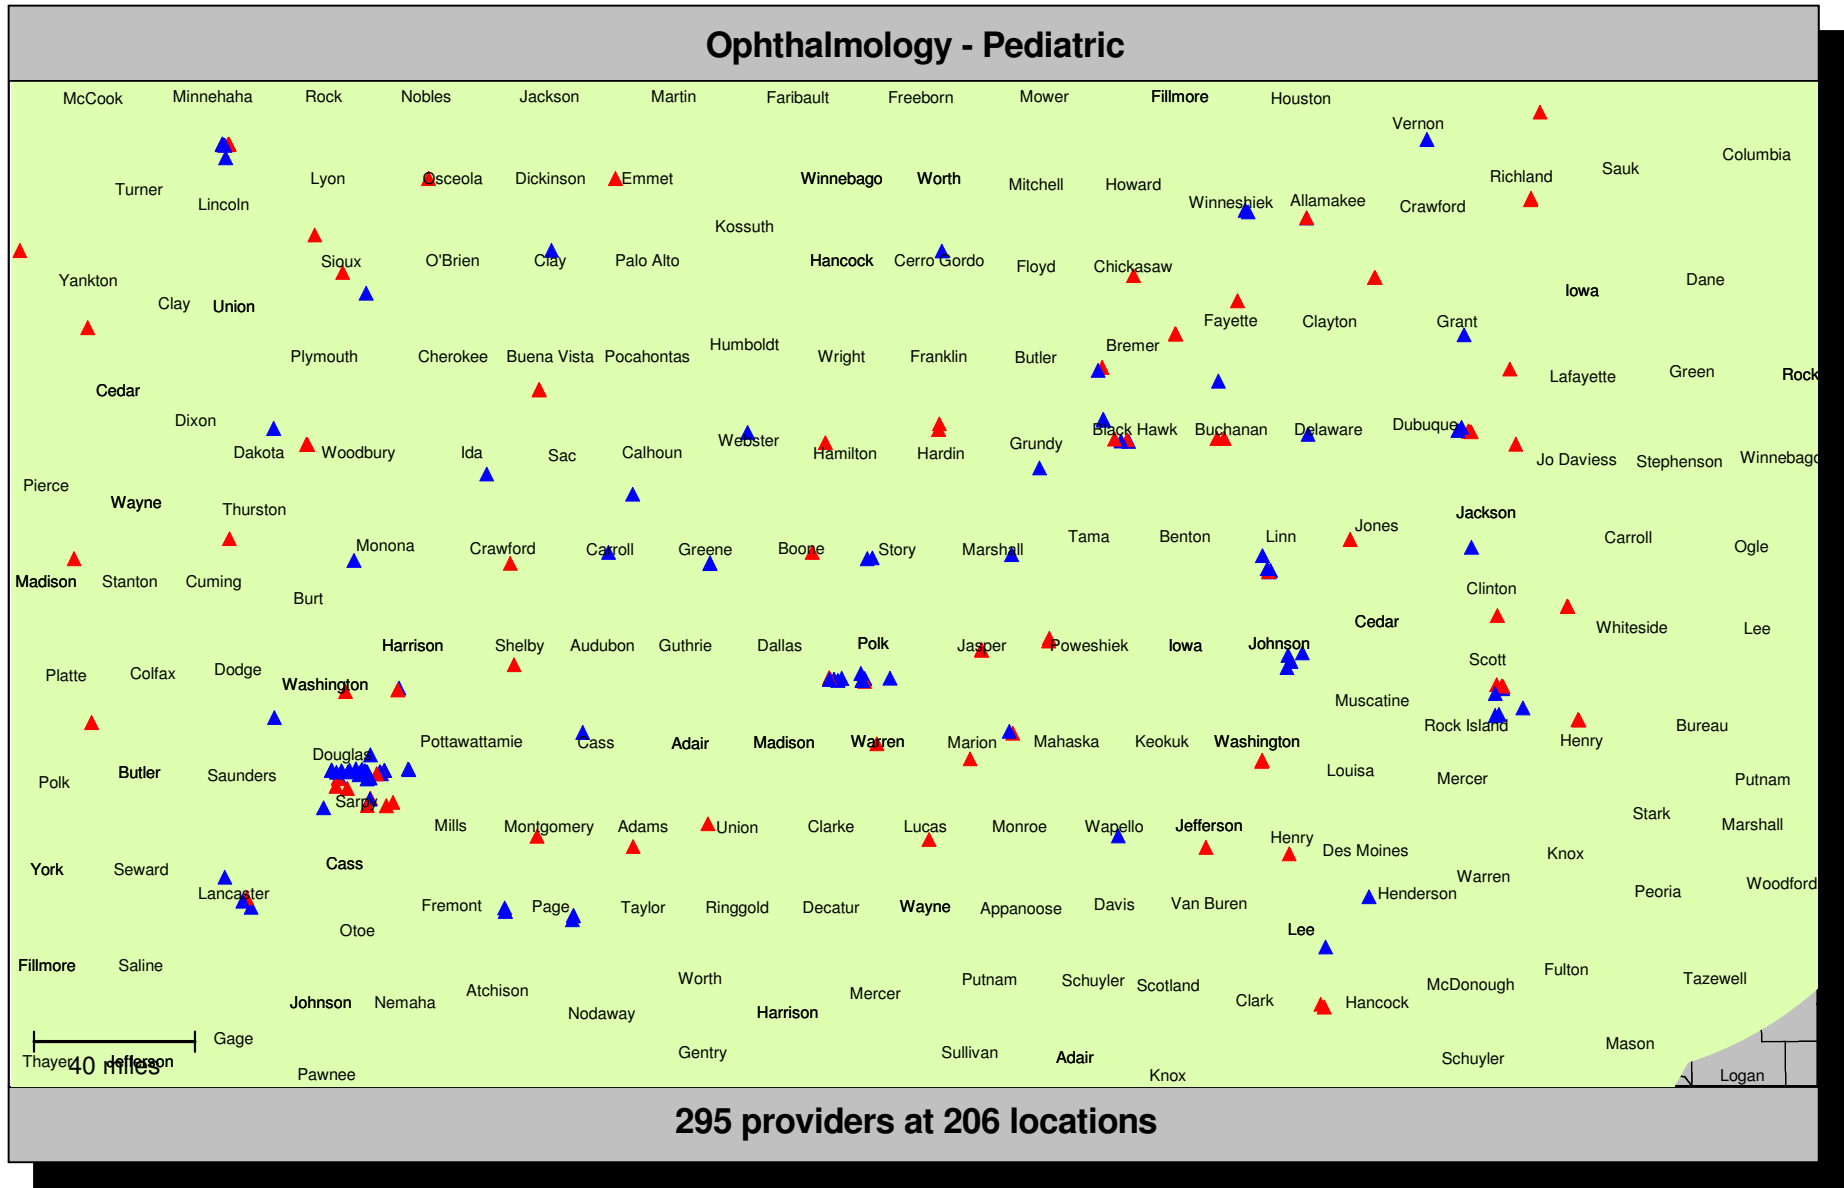 Ophthalmology - Pediatric
McCook Minnehaha Rock Nobles Jackson Martin Faribault Freeborn Mower Fillmore Houston
Vernon
Columbia
Sauk
Richland
Turner Lyon Osceola Dickinson Emmet Winnebago Worth Mitchell Howard
Lincoln Winneshiek Allamakee Crawford
Kossuth
Yankton Sioux O'Brien Clay Palo Alto Hancock Cerro Gordo Floyd Chickasaw Dane
Clay Union Iowa
Fayette Clayton Grant
Plymouth Cherokee Buena Vista Pocahontas Humboldt Wright Franklin Butler Bremer
Cedar Lafayette Green Rock
Dixon Webster Black Hawk Buchanan Delaware Dubuque
Dakota Woodbury Ida Sac Calhoun Hamilton Hardin Grundy Jo Daviess Stephenson Winnebago
Pierce
Wayne Thurston Jackson
Monona Crawford Carroll Greene Boone Story Marshall Tama Benton Linn Jones Carroll Ogle
Madison Stanton Cuming Clinton
Burt
Cedar Whiteside Lee
Harrison Shelby Audubon Guthrie Dallas Polk Jasper Poweshiek Iowa Johnson Scott
Platte Colfax Dodge Washington
Muscatine
Rock Island Bureau
Douglas Pottawattamie Cass Adair Madison Warren Marion Mahaska Keokuk Washington Henry
Polk Butler Saunders Louisa Mercer Putnam
Sarpy
Mills Montgomery Adams Union Clarke Lucas Monroe Wapello Jefferson Henry Stark Marshall
York Seward Cass Des Moines Knox
Lancaster Warren Henderson Peoria Woodford
Fremont Page Taylor Ringgold Decatur Wayne Appanoose Davis Van Buren
Otoe Lee
Fillmore Saline Worth Putnam Schuyler Scotland Fulton Tazewell
Johnson Nemaha Atchison Nodaway Harrison Mercer Clark Hancock McDonough
Gage Gentry Sullivan Adair Schuyler Mason
Thayer Jefferson
40 miles
Pawnee Knox Logan
295 providers at 206 locations